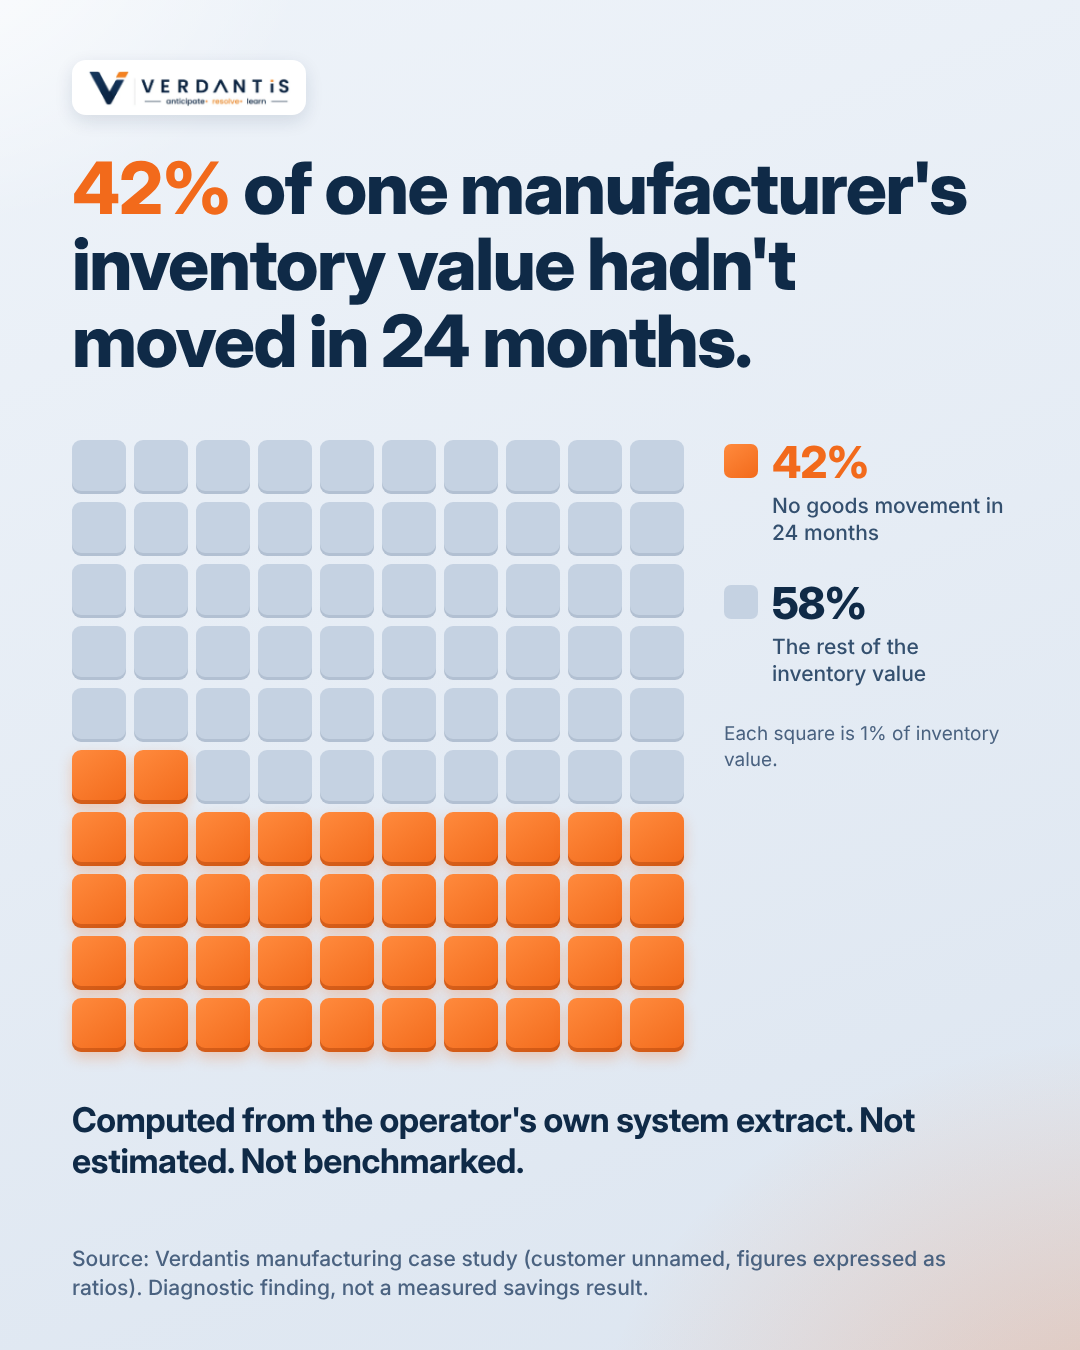 VERDANTiS
anticipate• resolve• learn
42% of one manufacturer's
inventory value hadn't
moved in 24 months.
42%
No goods movement in
24 months
58%
The rest of the
inventory value
Each square is 1% of inventory
value.
Computed from the operator's own system extract. Not
estimated. Not benchmarked.
Source: Verdantis manufacturing case study (customer unnamed, figures expressed as
ratios). Diagnostic finding, not a measured savings result.